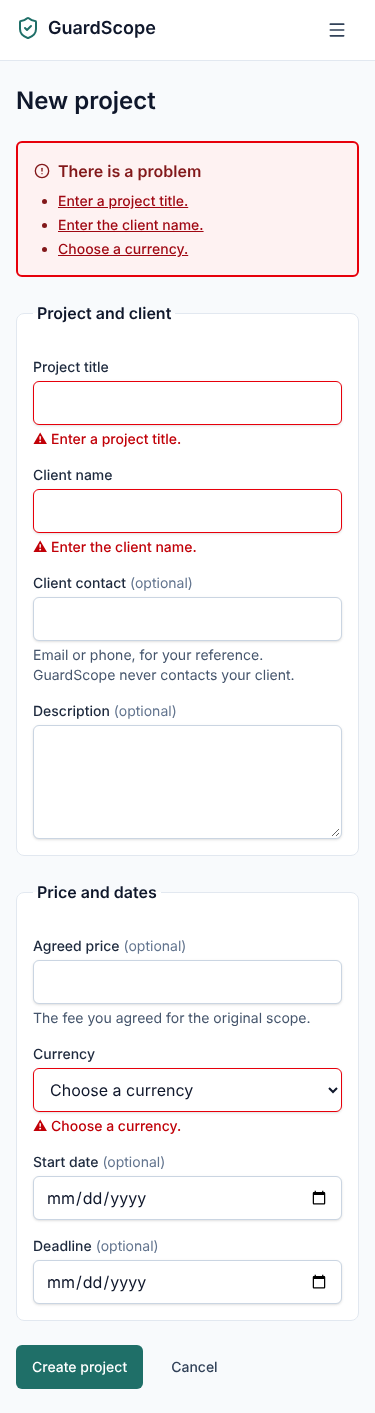 GuardScope
New project
There is a problem
Enter a project title.
Enter the client name.
Choose a currency.
Project and client
Project title
Enter a project title.
Client name
Enter the client name.
Client contact (optional)
Email or phone, for your reference.
GuardScope never contacts your client.
Description (optional)
Price and dates
Agreed price (optional)
The fee you agreed for the original scope.
Currency
Choose a currency
Choose a currency.
Start date (optional)
mm/dd/yyyy
Deadline (optional)
mm/dd/yyyy
Create project
Cancel